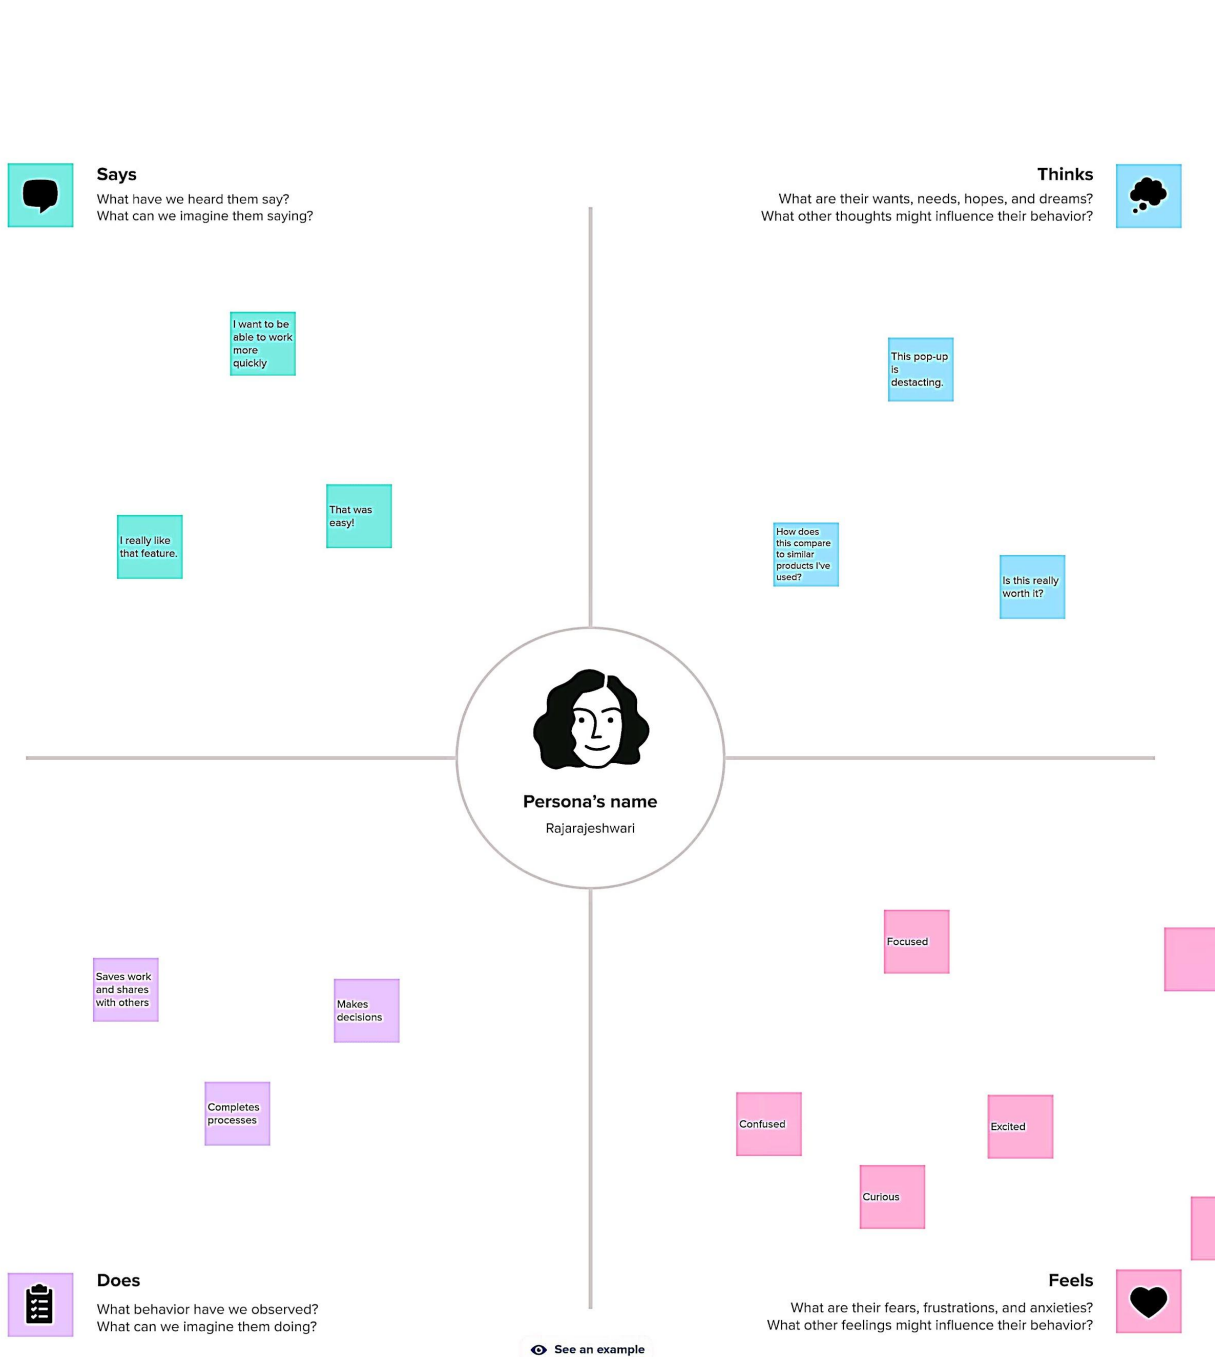 Says
What have we heard them say?
What can we imagine them saying?
Thinks
What are their wants, needs, hopes, and dreams?
What other thoughts might influence their behavior?
I want to be
able to work
more
quickly
This pop-up
is
destacting.
That was
easy!
I really like
that feature.
How does
this compare
to similar
products I've
used?
Is this really
worth it?
Persona's name
Rajarajeshwari
Saves work
and shares
with others
Makes
decisions
Completes
processes
Focused
Confused
Excited
Curious
Does
What behavior have we observed?
What can we imagine them doing?
Feels
What are their fears, frustrations, and anxieties?
What other feelings might influence their behavior?
See an example